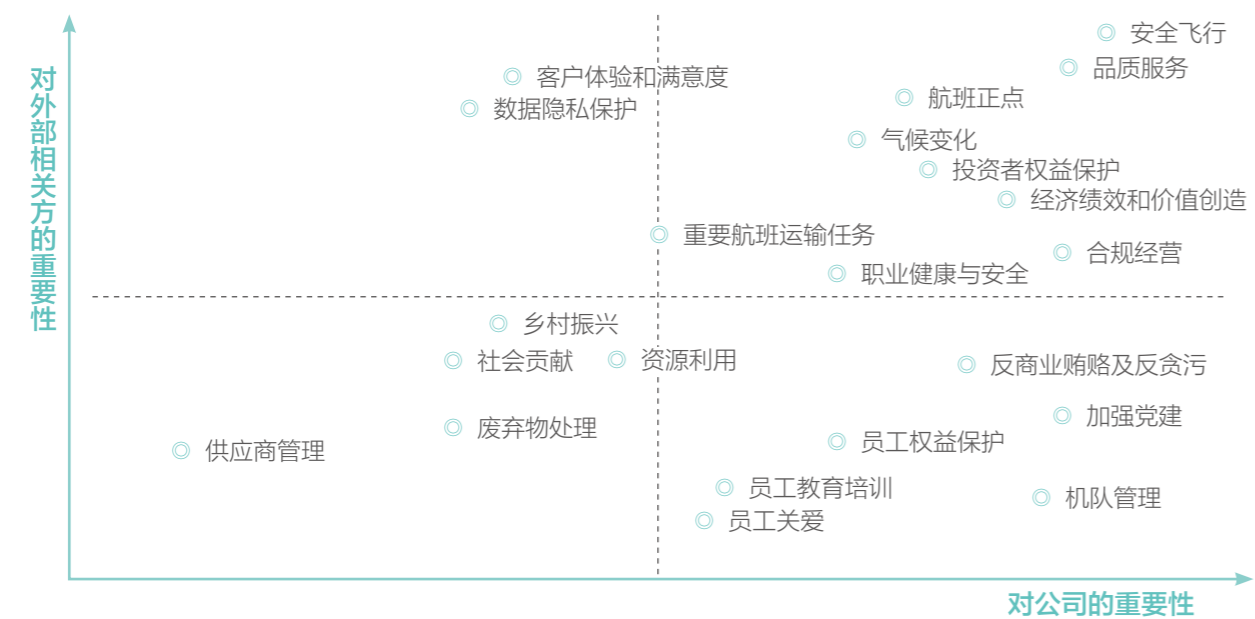 对外部相关方的重要性
安全飞行
品质服务
客户体验和满意度
航班正点
数据隐私保护
气候变化
投资者权益保护
经济绩效和价值创造
重要航班运输任务
合规经营
职业健康与安全
乡村振兴
社会贡献
资源利用
反商业贿赂及反贪污
加强党建
废弃物处理
员工权益保护
供应商管理
员工教育培训
机队管理
员工关爱
对公司的重要性